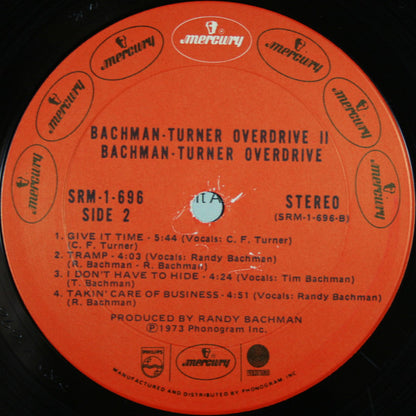 mercury
mercury
mercury
mercury
mercury
mercury
mercury
mercury
mercury
BACHMAN-TURNER OVERDRIVE II
BACHMAN-TURNER OVERDRIVE
SRM-1-696
SIDE 2
STEREO
(SRM-1-696-B)
1. GIVE IT TIME - 5:44 (Vocals: C. F. Turner)
(C. F. Turner)
2. TRAMP - 4:03 (Vocals: Randy Bachman)
(R. Bachman - R. Bachman)
3. I DON'T HAVE TO HIDE - 4:24 (Vocals: Tim Bachman)
(T. Bachman)
4. TAKIN' CARE OF BUSINESS - 4:51 (Vocals: Randy Bachman)
(R. Bachman)
PRODUCED BY RANDY BACHMAN
Ⓟ1973 Phonogram Inc.
PHILIPS
mercury
MANUFACTURED AND DISTRIBUTED BY PHONOGRAM, INC.